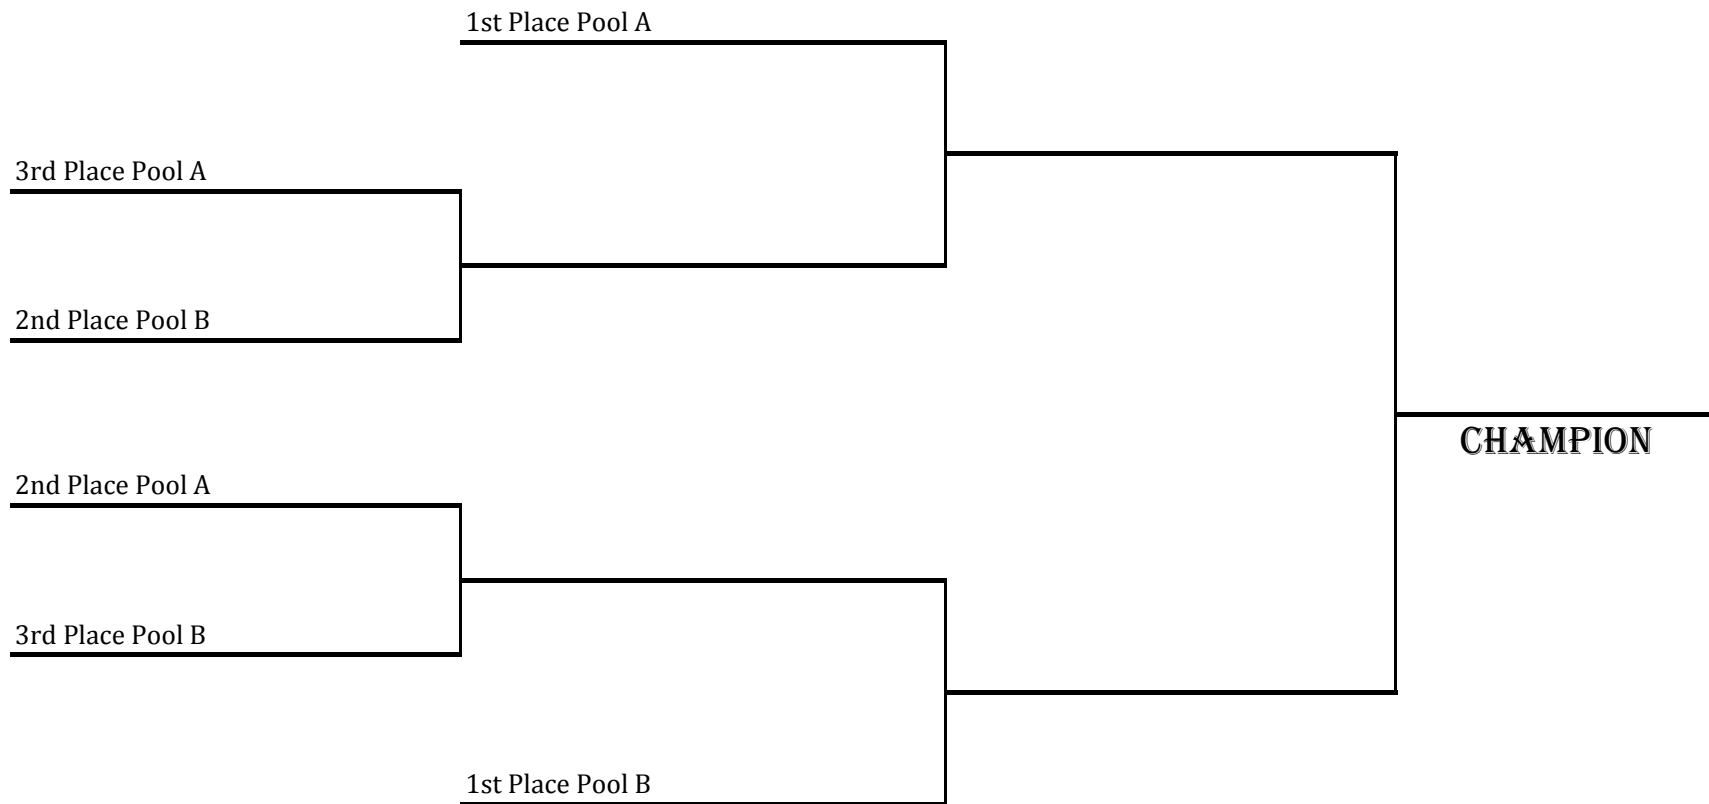 1st Place Pool A
3rd Place Pool A
2nd Place Pool B
CHAMPION
2nd Place Pool A
3rd Place Pool B
1st Place Pool B